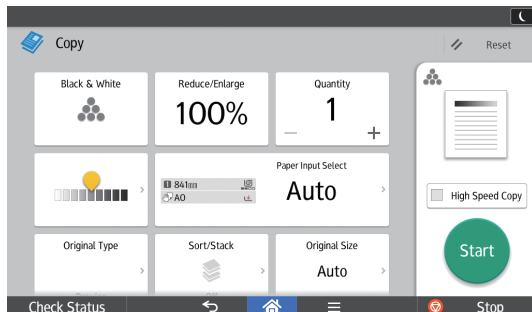 Copy
Reset
Black & White
Reduce/Enlarge
100%
Quantity
1
Paper Input Select
1 841mm
A0
Auto
High Speed Copy
Original Type
Sort/Stack
Original Size
Auto
Start
Check Status
Stop